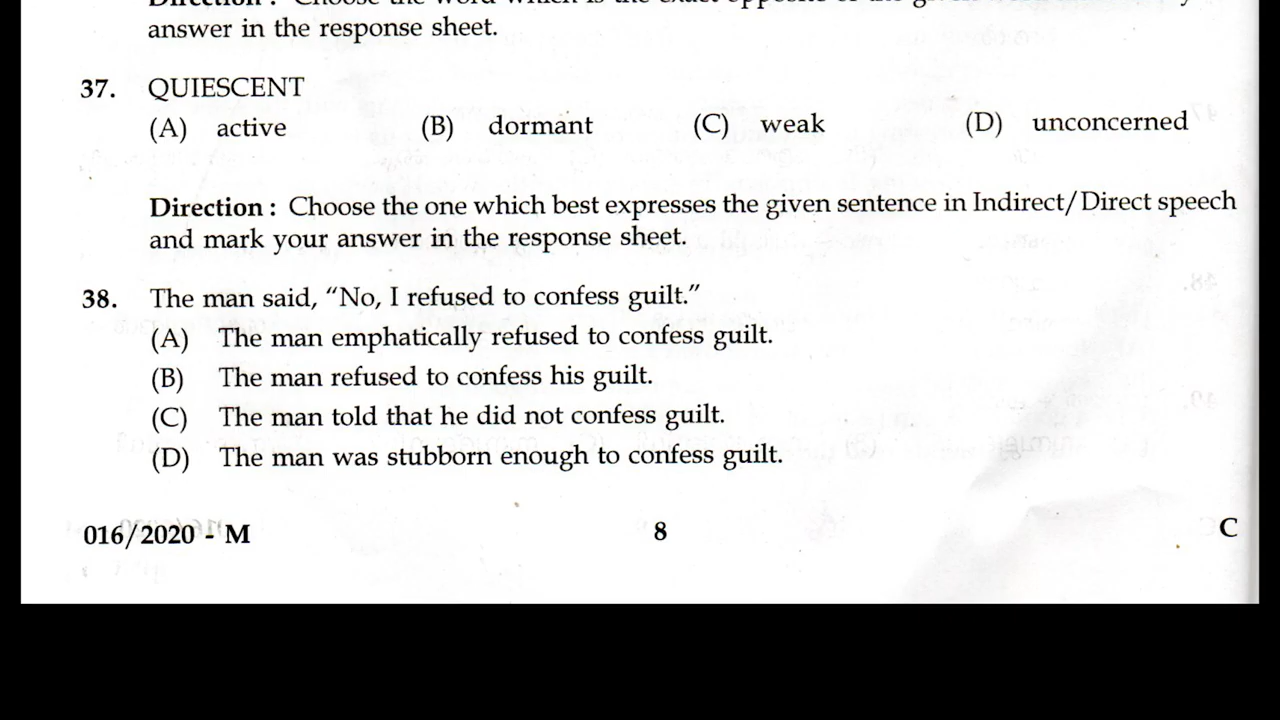 answer in the response sheet.
37. QUIESCENT
(A) active (B) dormant (C) weak (D) unconcerned
Direction : Choose the one which best expresses the given sentence in Indirect/Direct speech
and mark your answer in the response sheet.
38. The man said, “No, I refused to confess guilt.”
(A) The man emphatically refused to confess guilt.
(B) The man refused to confess his guilt.
(C) The man told that he did not confess guilt.
(D) The man was stubborn enough to confess guilt.
016/2020 - M 8 C